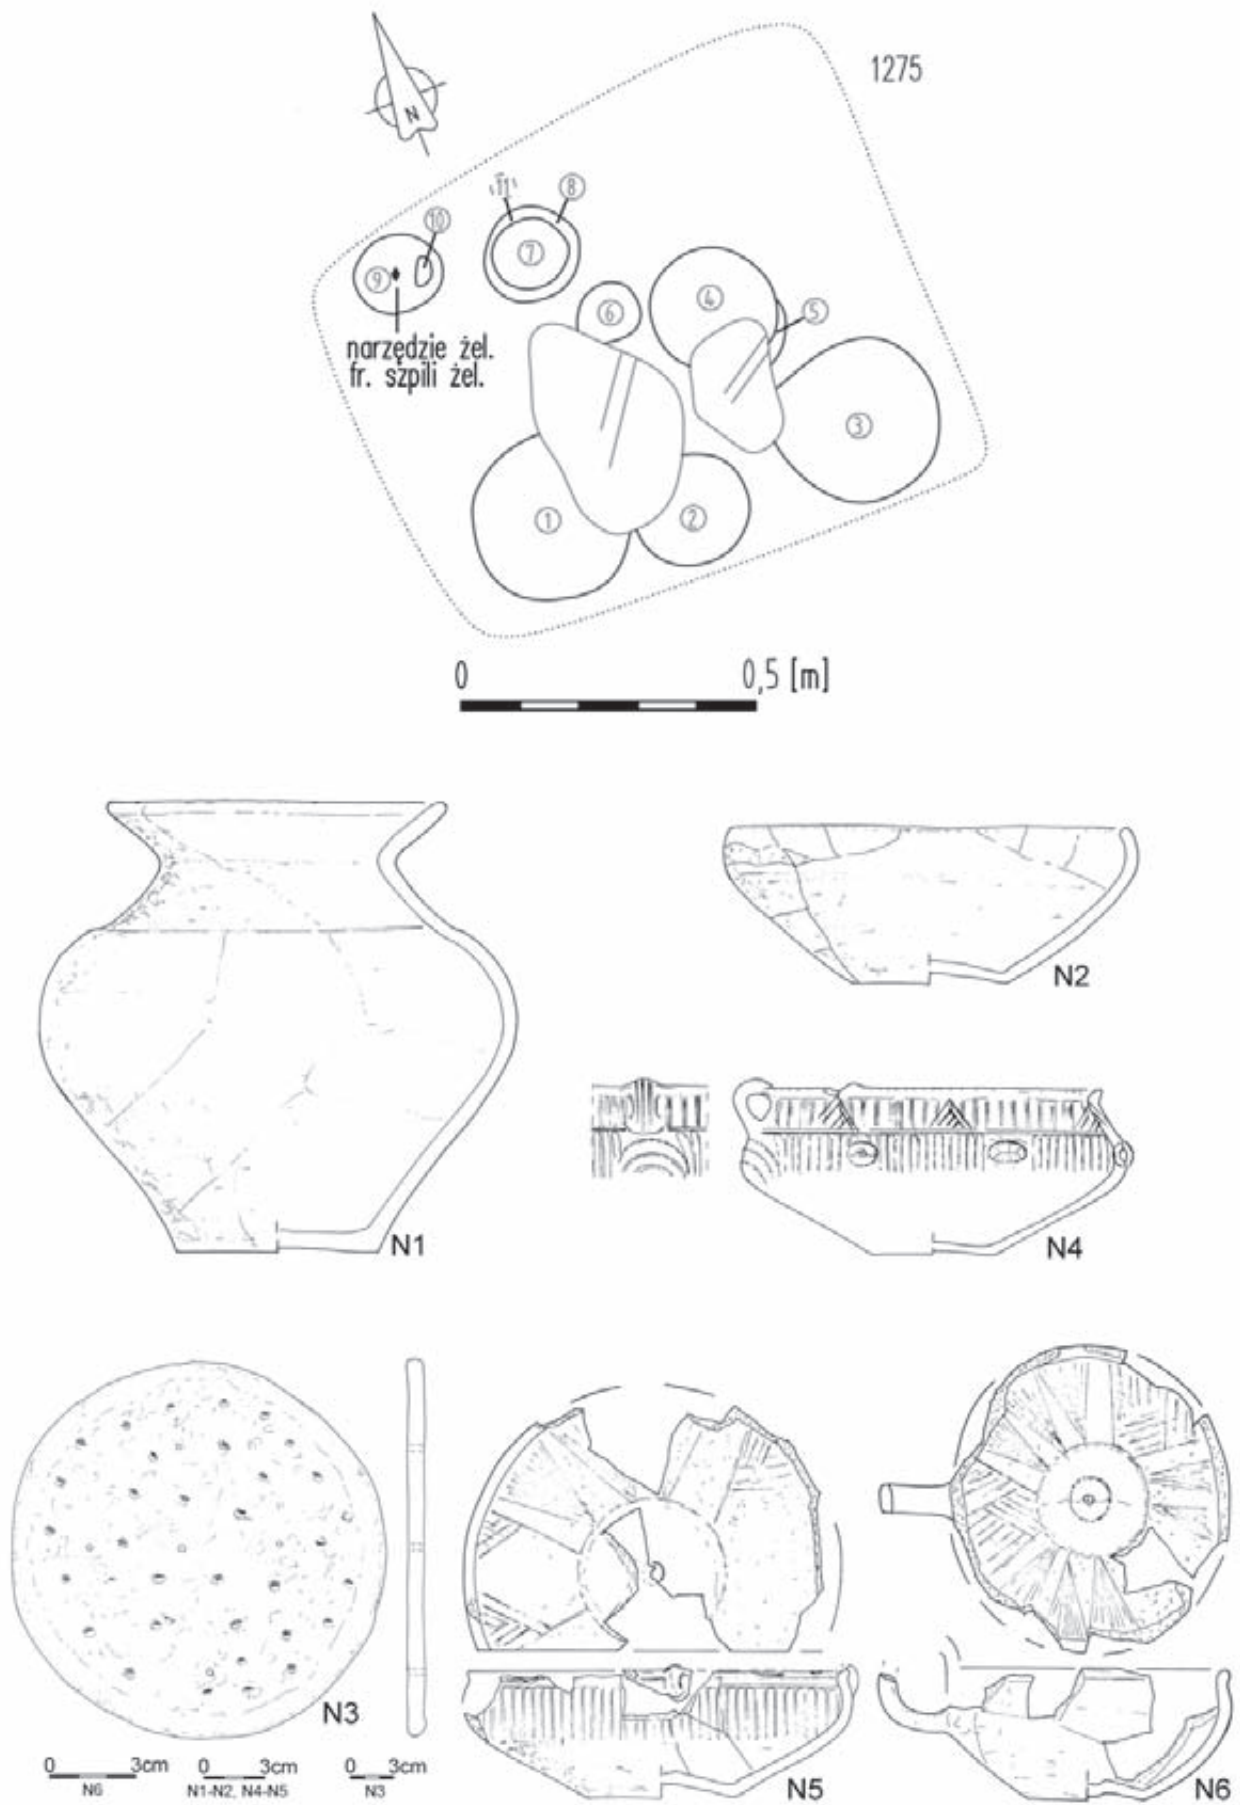 1275
N
11
8
10
7
9
4
6
5
narzędzie żel.
fr. szpili żel.
3
1
2
0 0,5 [m]
N1
N2
N4
N3
N5
N6
0 3cm
N6
0 3cm
N1-N2, N4-N5
0 3cm
N3